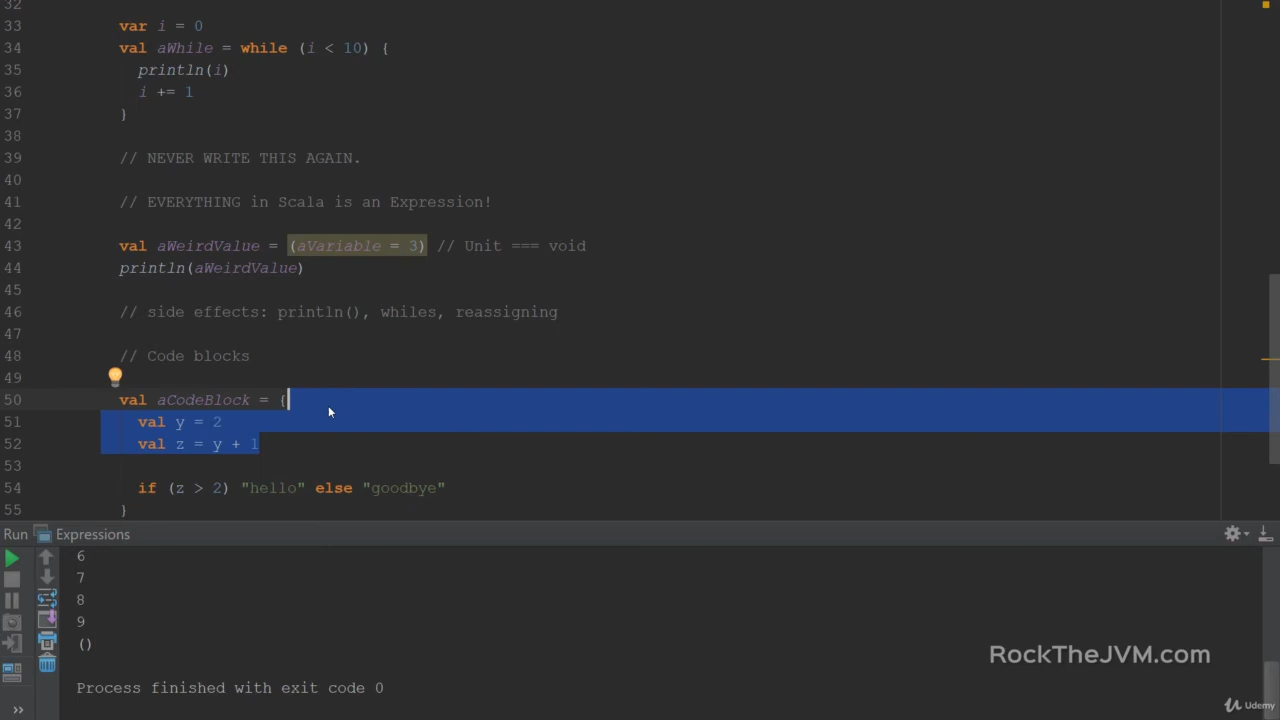 32
33 var i = 0
34 val aWhile = while (i < 10) {
35 println(i)
36 i += 1
37 }
38
39 // NEVER WRITE THIS AGAIN.
40
41 // EVERYTHING in Scala is an Expression!
42
43 val aWeirdValue = (aVariable = 3) // Unit === void
44 println(aWeirdValue)
45
46 // side effects: println(), whiles, reassigning
47
48 // Code blocks
49
50 val aCodeBlock = {
51 val y = 2
52 val z = y + 1
53
54 if (z > 2) "hello" else "goodbye"
55 }
Run Expressions
6
7
8
9
()
RockTheJVM.com
Process finished with exit code 0
Udemy